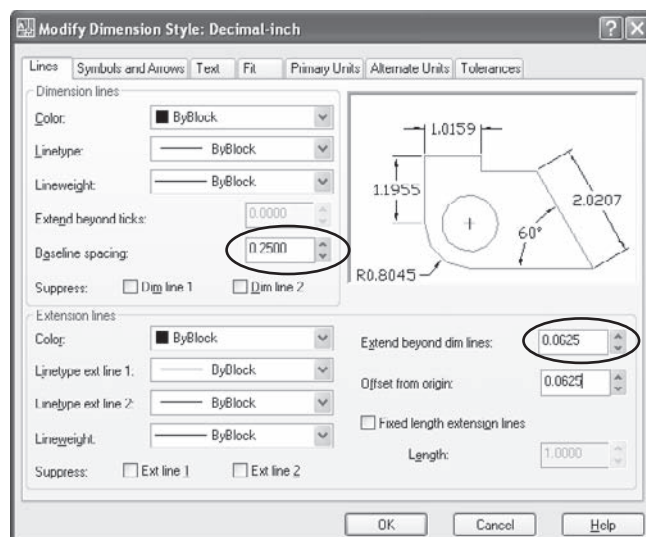 Modify Dimension Style: Decimal-inch
Lines Symbols and Arrows Text Fit Primary Units Alternate Units Tolerances
Dimension lines
Color: ByBlock
Linetype: ByBlock
Lineweight: ByBlock
Extend beyond ticks: 0.0000
Baseline spacing: 0.2500
Suppress: Dim line 1 Dim line 2
1.0159
1.1955
2.0207
60°
R0.8045
Extension lines
Color: ByBlock
Linetype ext line 1: ByBlock
Linetype ext line 2: ByBlock
Lineweight: ByBlock
Suppress: Ext line 1 Ext line 2
Extend beyond dim lines: 0.0625
Offset from origin: 0.0625
Fixed length extension lines
Length: 1.0000
OK Cancel Help